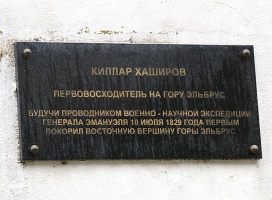 КИЛЛАР ХАШИРОВ
ПЕРВОВОСХОДИТЕЛЬ НА ГОРУ ЭЛЬБРУС
БУДУЧИ ПРОВОДНИКОМ ВОЕННО - НАУЧНОЙ ЭКСПЕДИЦИИ
ГЕНЕРАЛА ЭМАНУЭЛЯ 10 ИЮЛЯ 1829 ГОДА ПЕРВЫМ
ПОКОРИЛ ВОСТОЧНУЮ ВЕРШИНУ ГОРЫ ЭЛЬБРУС